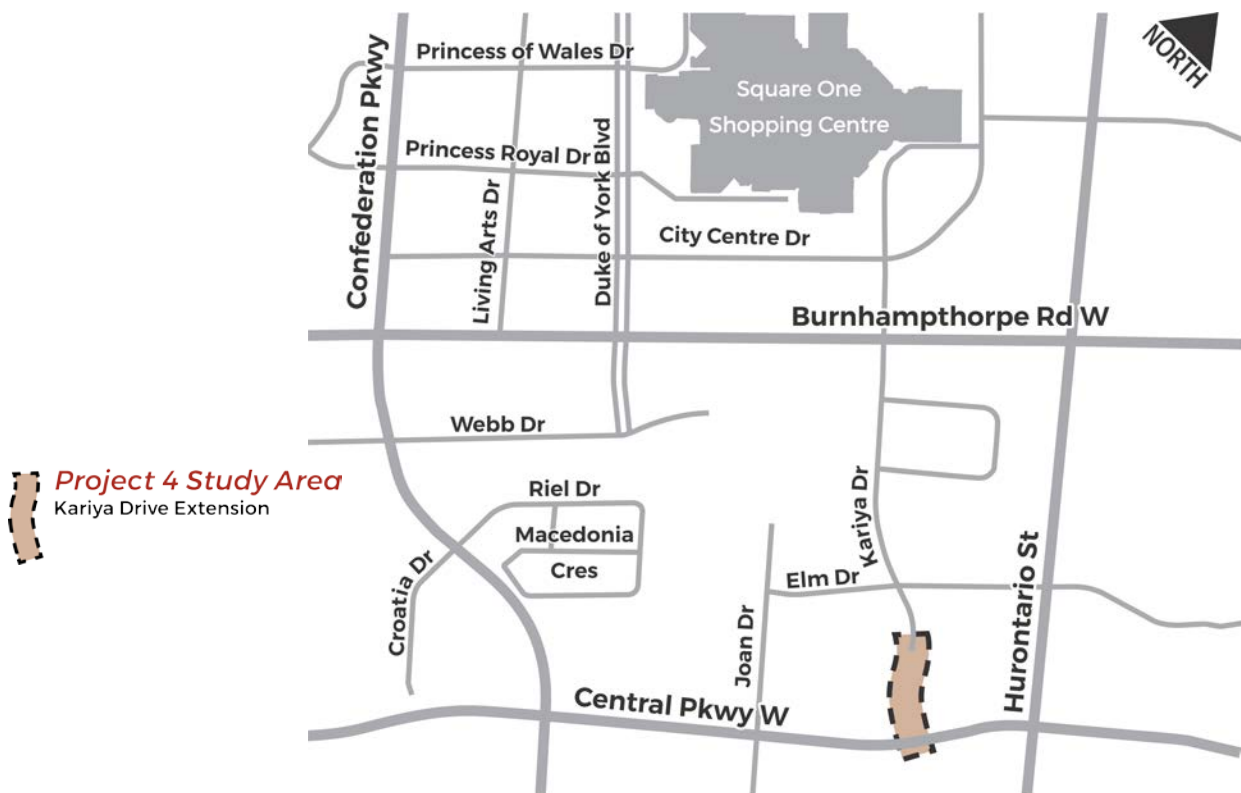 Confederation Pkwy
Princess of Wales Dr
Square One
Shopping Centre
NORTH
Princess Royal Dr
Living Arts Dr
Duke of York Blvd
City Centre Dr
Burnhampthorpe Rd W
Webb Dr
Project 4 Study Area
Kariya Drive Extension
Riel Dr
Macedonia
Cres
Croatia Dr
Kariya Dr
Elm Dr
Joan Dr
Hurontario St
Central Pkwy W